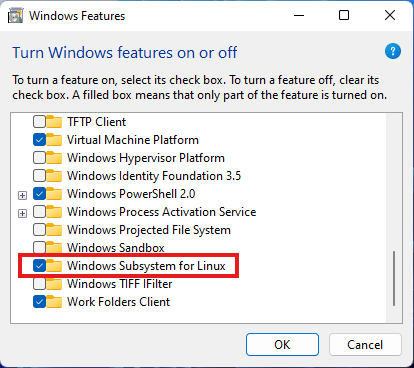 Windows Features
Turn Windows features on or off
?
To turn a feature on, select its check box. To turn a feature off, clear its
check box. A filled box means that only part of the feature is turned on.
TFTP Client
Virtual Machine Platform
Windows Hypervisor Platform
Windows Identity Foundation 3.5
Windows PowerShell 2.0
Windows Process Activation Service
Windows Projected File System
Windows Sandbox
Windows Subsystem for Linux
Windows TIFF IFilter
Work Folders Client
OK
Cancel